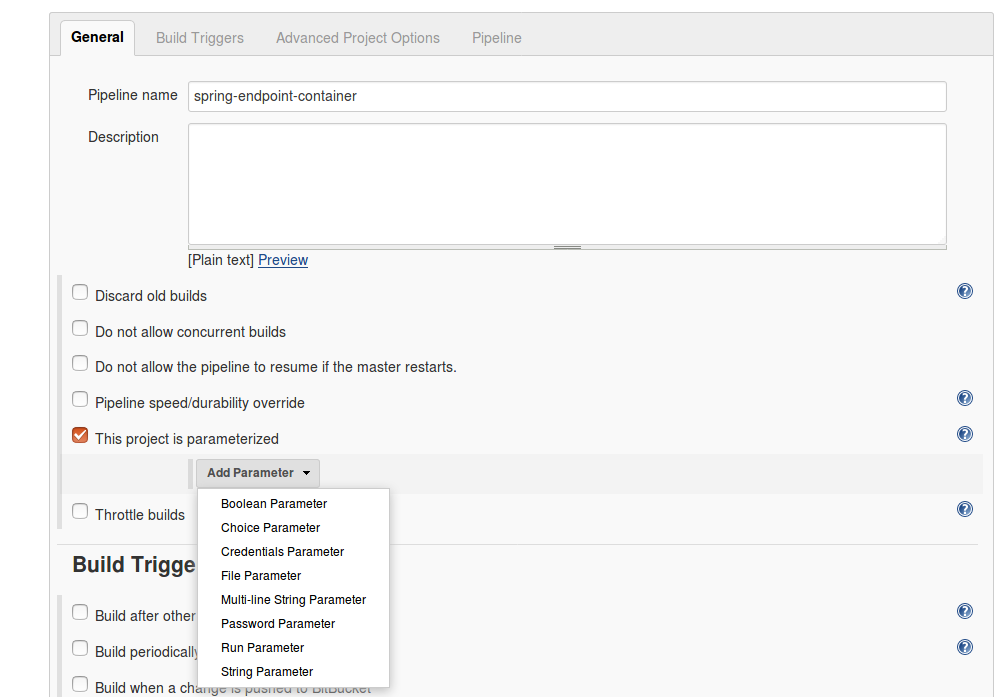 General Build Triggers Advanced Project Options Pipeline
Pipeline name spring-endpoint-container
Description
[Plain text] Preview
Discard old builds
Do not allow concurrent builds
Do not allow the pipeline to resume if the master restarts.
Pipeline speed/durability override
This project is parameterized
Add Parameter
Boolean Parameter
Choice Parameter
Credentials Parameter
File Parameter
Multi-line String Parameter
Password Parameter
Run Parameter
String Parameter
Throttle builds
Build Trigge
Build after other
Build periodically
Build when a change is pushed to BitBucket